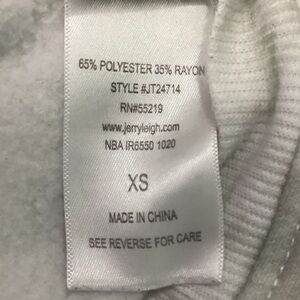 65% POLYESTER 35% RAYON
STYLE #JT24714
RN#55219
www.jerryleigh.com
NBA IR6550 1020
XS
MADE IN CHINA
SEE REVERSE FOR CARE